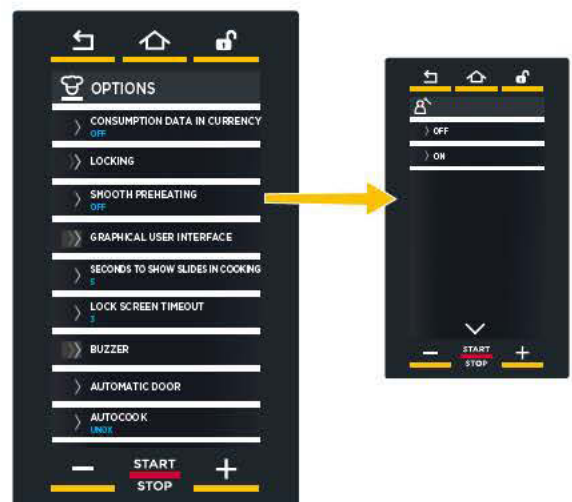 OPTIONS
CONSUMPTION DATA IN CURRENCY
OFF
LOCKING
SMOOTH PREHEATING
OFF
GRAPHICAL USER INTERFACE
SECONDS TO SHOW SLIDES IN COOKING
5
LOCK SCREEN TIMEOUT
3
BUZZER
AUTOMATIC DOOR
AUTOCOOK
UNOX
START
STOP
OFF
ON
START
STOP